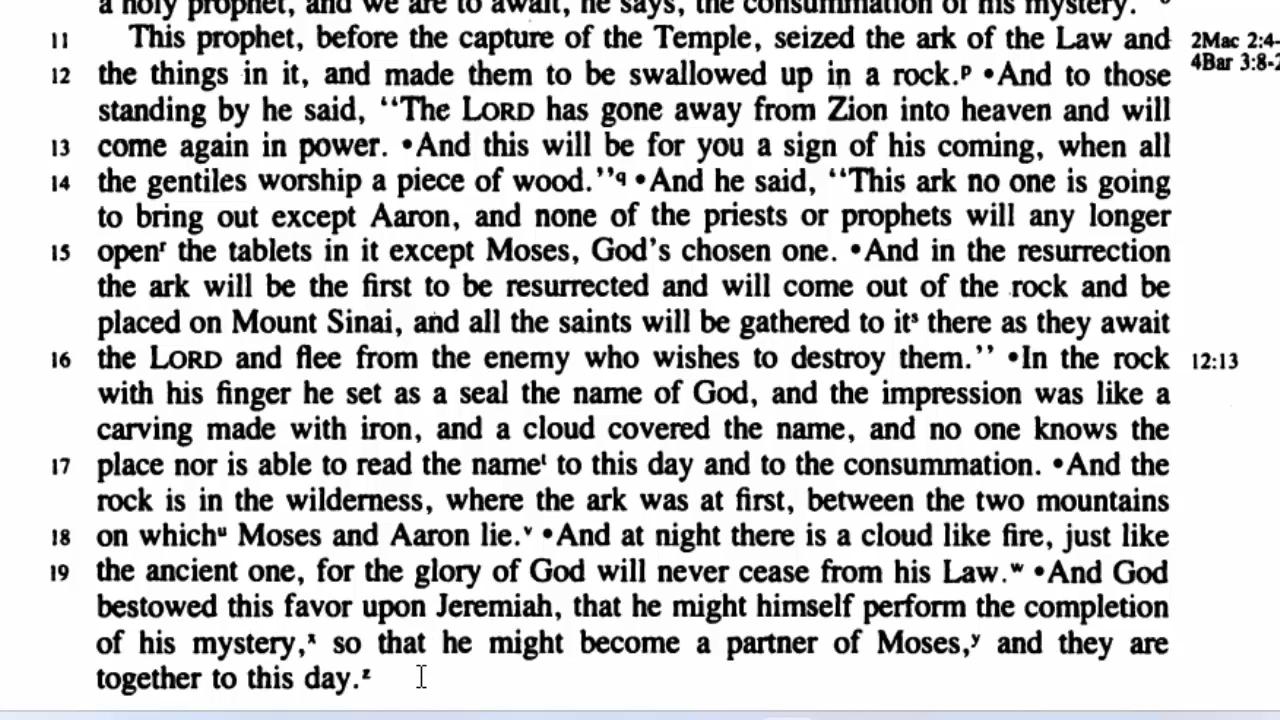 a holy prophet, and we are to await, he says, the consummation of his mystery.
11 This prophet, before the capture of the Temple, seized the ark of the Law and 2Mac 2:4-
12 the things in it, and made them to be swallowed up in a rock.ᵖ •And to those 4Bar 3:8-2
standing by he said, “The LORD has gone away from Zion into heaven and will
13 come again in power. •And this will be for you a sign of his coming, when all
14 the gentiles worship a piece of wood.”q •And he said, “This ark no one is going
to bring out except Aaron, and none of the priests or prophets will any longer
15 openʳ the tablets in it except Moses, God's chosen one. •And in the resurrection
the ark will be the first to be resurrected and will come out of the rock and be
placed on Mount Sinai, and all the saints will be gathered to itˢ there as they await
16 the LORD and flee from the enemy who wishes to destroy them.” •In the rock 12:13
with his finger he set as a seal the name of God, and the impression was like a
carving made with iron, and a cloud covered the name, and no one knows the
17 place nor is able to read the nameᵗ to this day and to the consummation. •And the
rock is in the wilderness, where the ark was at first, between the two mountains
18 on whichᵘ Moses and Aaron lie.ᵛ •And at night there is a cloud like fire, just like
19 the ancient one, for the glory of God will never cease from his Law.ʷ •And God
bestowed this favor upon Jeremiah, that he might himself perform the completion
of his mystery,ˣ so that he might become a partner of Moses,ʸ and they are
together to this day.ᶻ